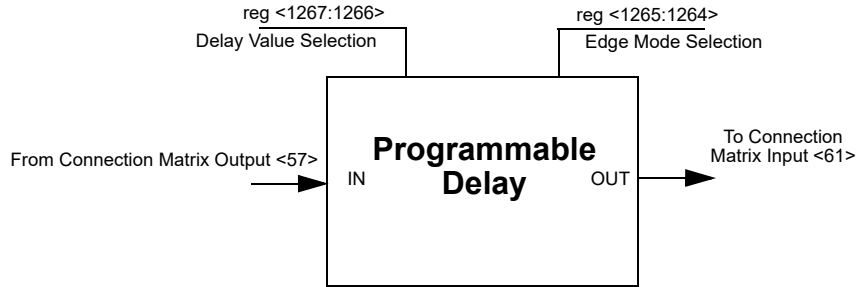 reg <1267:1266>
Delay Value Selection
reg <1265:1264>
Edge Mode Selection
From Connection Matrix Output <57>
IN
Programmable
Delay
OUT
To Connection
Matrix Input <61>